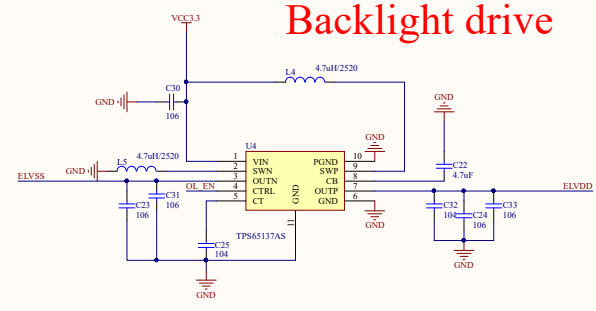 Backlight drive
VCC3.3
L4 4.7uH/2520
C30
GND
106
GND
GND
U4
L5 4.7uH/2520
GND
1 VIN PGND 10
2 SWN SWP 9
3 OUTN CB 8
4 CTRL OUTP 7
5 CT GND 6
GND
11
TPS65137AS
C22
4.7uF
ELVSS
OL_EN
ELVDD
C23
106
C31
106
C25
104
GND
GND
C32
104
C24
106
C33
106
GND